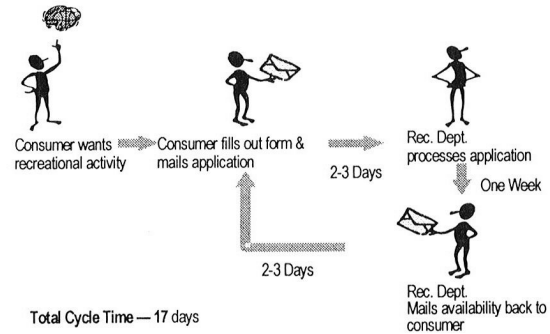 Consumer wants
recreational activity
Consumer fills out form &
mails application
2-3 Days
Rec. Dept.
processes application
One Week
Rec. Dept.
Mails availability back to
consumer
2-3 Days
Total Cycle Time — 17 days